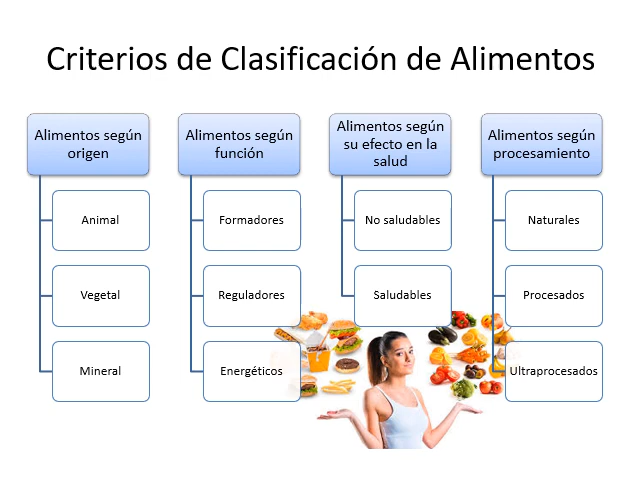 Criterios de Clasificación de Alimentos
Alimentos según
origen
Animal
Vegetal
Mineral
Alimentos según
función
Formadores
Reguladores
Energéticos
Alimentos según
su efecto en la
salud
No saludables
Saludables
Alimentos según
procesamiento
Naturales
Procesados
Ultraprocesados